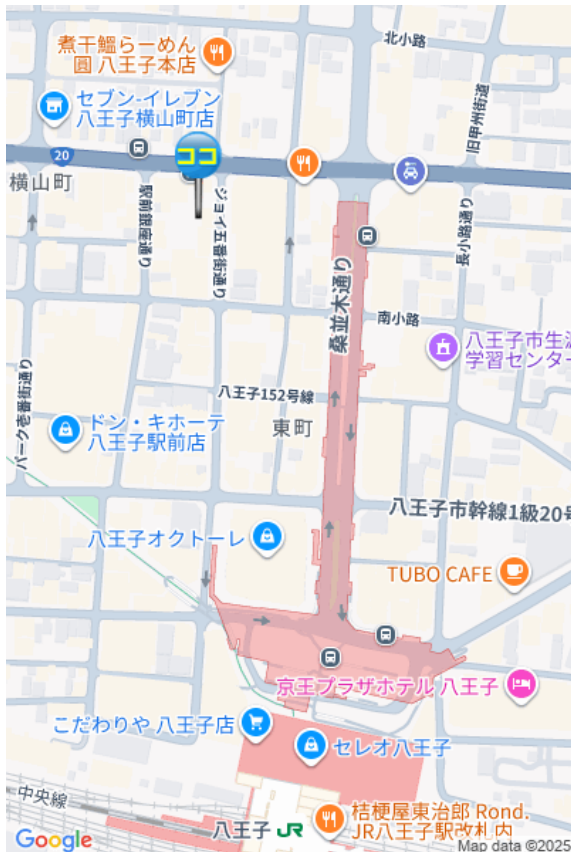 北小路
煮干鰮らーめん
圓 八王子本店
旧甲州街道
セブン-イレブン
八王子横山町店
20
ココ
横山町
駅前銀座通り
ジョイ五番街通り
長小路通り
桑並木通り
南小路
八王子市生涯
学習センター
パーク壱番街通り
八王子152号線
東町
ドン・キホーテ
八王子駅前店
八王子市幹線1級20号
八王子オクトーレ
TUBO CAFE
京王プラザホテル 八王子
こだわりや 八王子店
セレオ八王子
中央線
八王子 JR
桔梗屋東治郎 Rond.
JR八王子駅改札内
Google
Map data ©2025